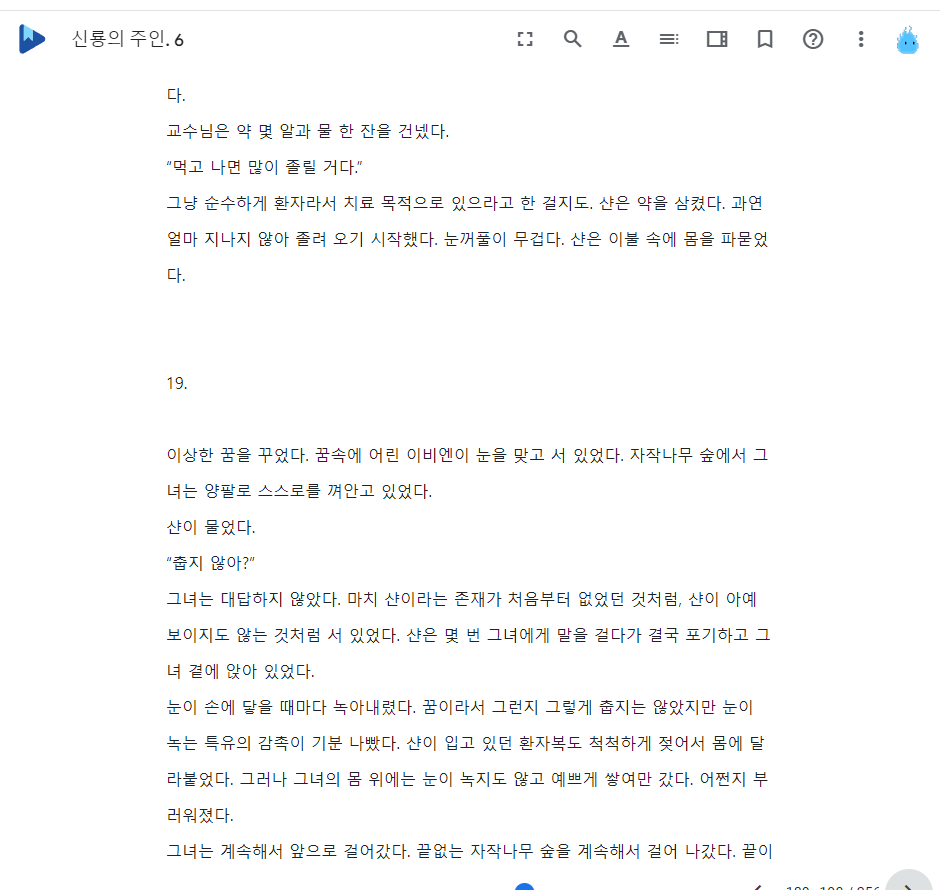 신룡의 주인. 6
다.
교수님은 약 몇 알과 물 한 잔을 건넸다.
“먹고 나면 많이 졸릴 거다.”
그냥 순수하게 환자라서 치료 목적으로 있으라고 한 걸지도. 샨은 약을 삼켰다. 과연
얼마 지나지 않아 졸려 오기 시작했다. 눈꺼풀이 무겁다. 샨은 이불 속에 몸을 파묻었
다.
19.
이상한 꿈을 꾸었다. 꿈속에 어린 이비엔이 눈을 맞고 서 있었다. 자작나무 숲에서 그
녀는 양팔로 스스로를 껴안고 있었다.
샨이 물었다.
“춥지 않아?”
그녀는 대답하지 않았다. 마치 샨이라는 존재가 처음부터 없었던 것처럼, 샨이 아예
보이지도 않는 것처럼 서 있었다. 샨은 몇 번 그녀에게 말을 걸다가 결국 포기하고 그
녀 곁에 앉아 있었다.
눈이 손에 닿을 때마다 녹아내렸다. 꿈이라서 그런지 그렇게 춥지는 않았지만 눈이
녹는 특유의 감촉이 기분 나빴다. 샨이 입고 있던 환자복도 척척하게 젖어서 몸에 달
라붙었다. 그러나 그녀의 몸 위에는 눈이 녹지도 않고 예쁘게 쌓여만 갔다. 어쩐지 부
러워졌다.
그녀는 계속해서 앞으로 걸어갔다. 끝없는 자작나무 숲을 계속해서 걸어 나갔다. 끝이